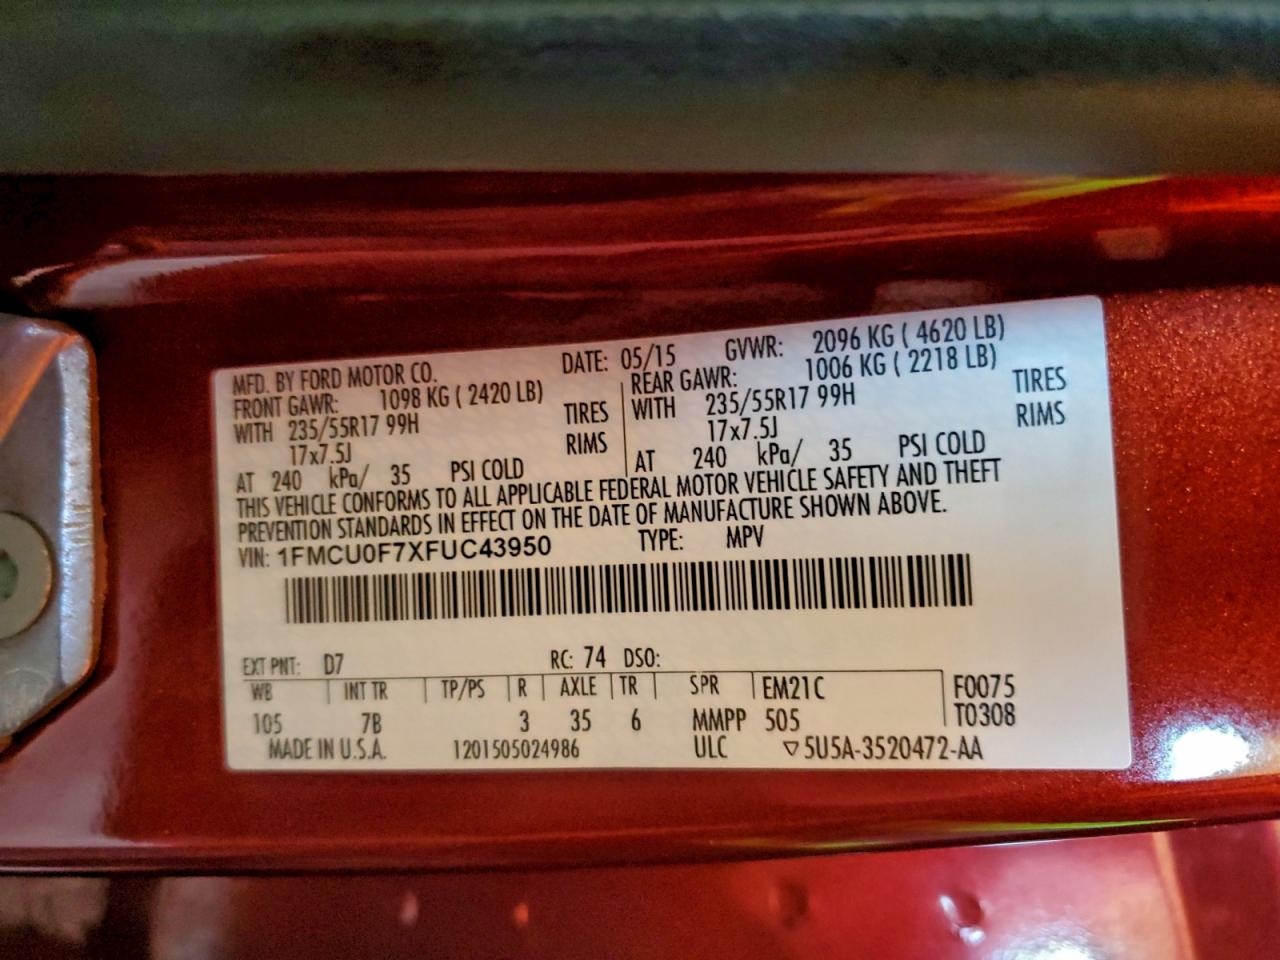 MFD. BY FORD MOTOR CO. DATE: 05/15 GVWR: 2096 KG ( 4620 LB)
FRONT GAWR: 1098 KG ( 2420 LB) REAR GAWR: 1006 KG ( 2218 LB)
WITH 235/55R17 99H TIRES WITH 235/55R17 99H TIRES
17x7.5J RIMS 17x7.5J RIMS
AT 240 kPa/ 35 PSI COLD AT 240 kPa/ 35 PSI COLD
THIS VEHICLE CONFORMS TO ALL APPLICABLE FEDERAL MOTOR VEHICLE SAFETY AND THEFT
PREVENTION STANDARDS IN EFFECT ON THE DATE OF MANUFACTURE SHOWN ABOVE.
VIN: 1FMCU0F7XFUC43950 TYPE: MPV
EXT PNT: D7 RC: 74 DSO:
WB INT TR TP/PS R AXLE TR SPR EM21C F0075
105 7B 3 35 6 MMPP 505 T0308
MADE IN U.S.A. 1201505024986 ULC ▽5U5A-3520472-AA